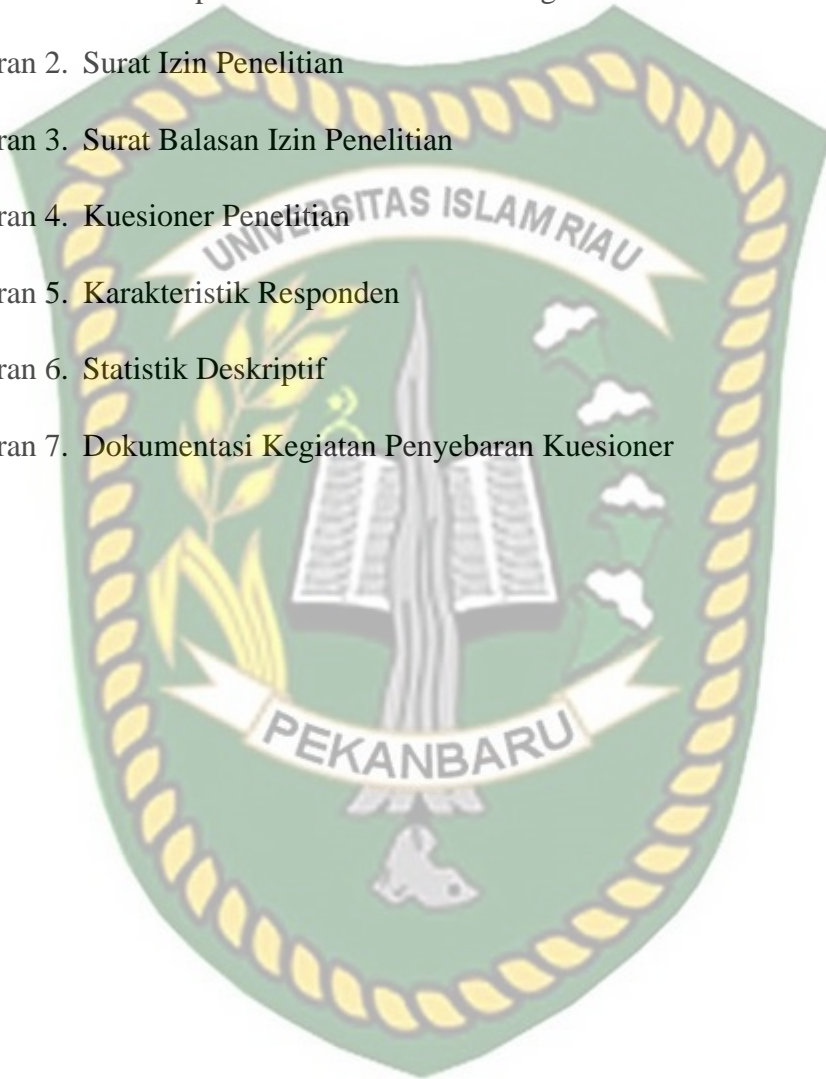 ran 2. Surat Izin Penelitian
ran 3. Surat Balasan Izin Penelitian
ran 4. Kuesioner Penelitian
UNIVERSITAS ISLAM RIAU
ran 5. Karakteristik Responden
ran 6. Statistik Deskriptif
ran 7. Dokumentasi Kegiatan Penyebaran Kuesioner
PEKANBARU